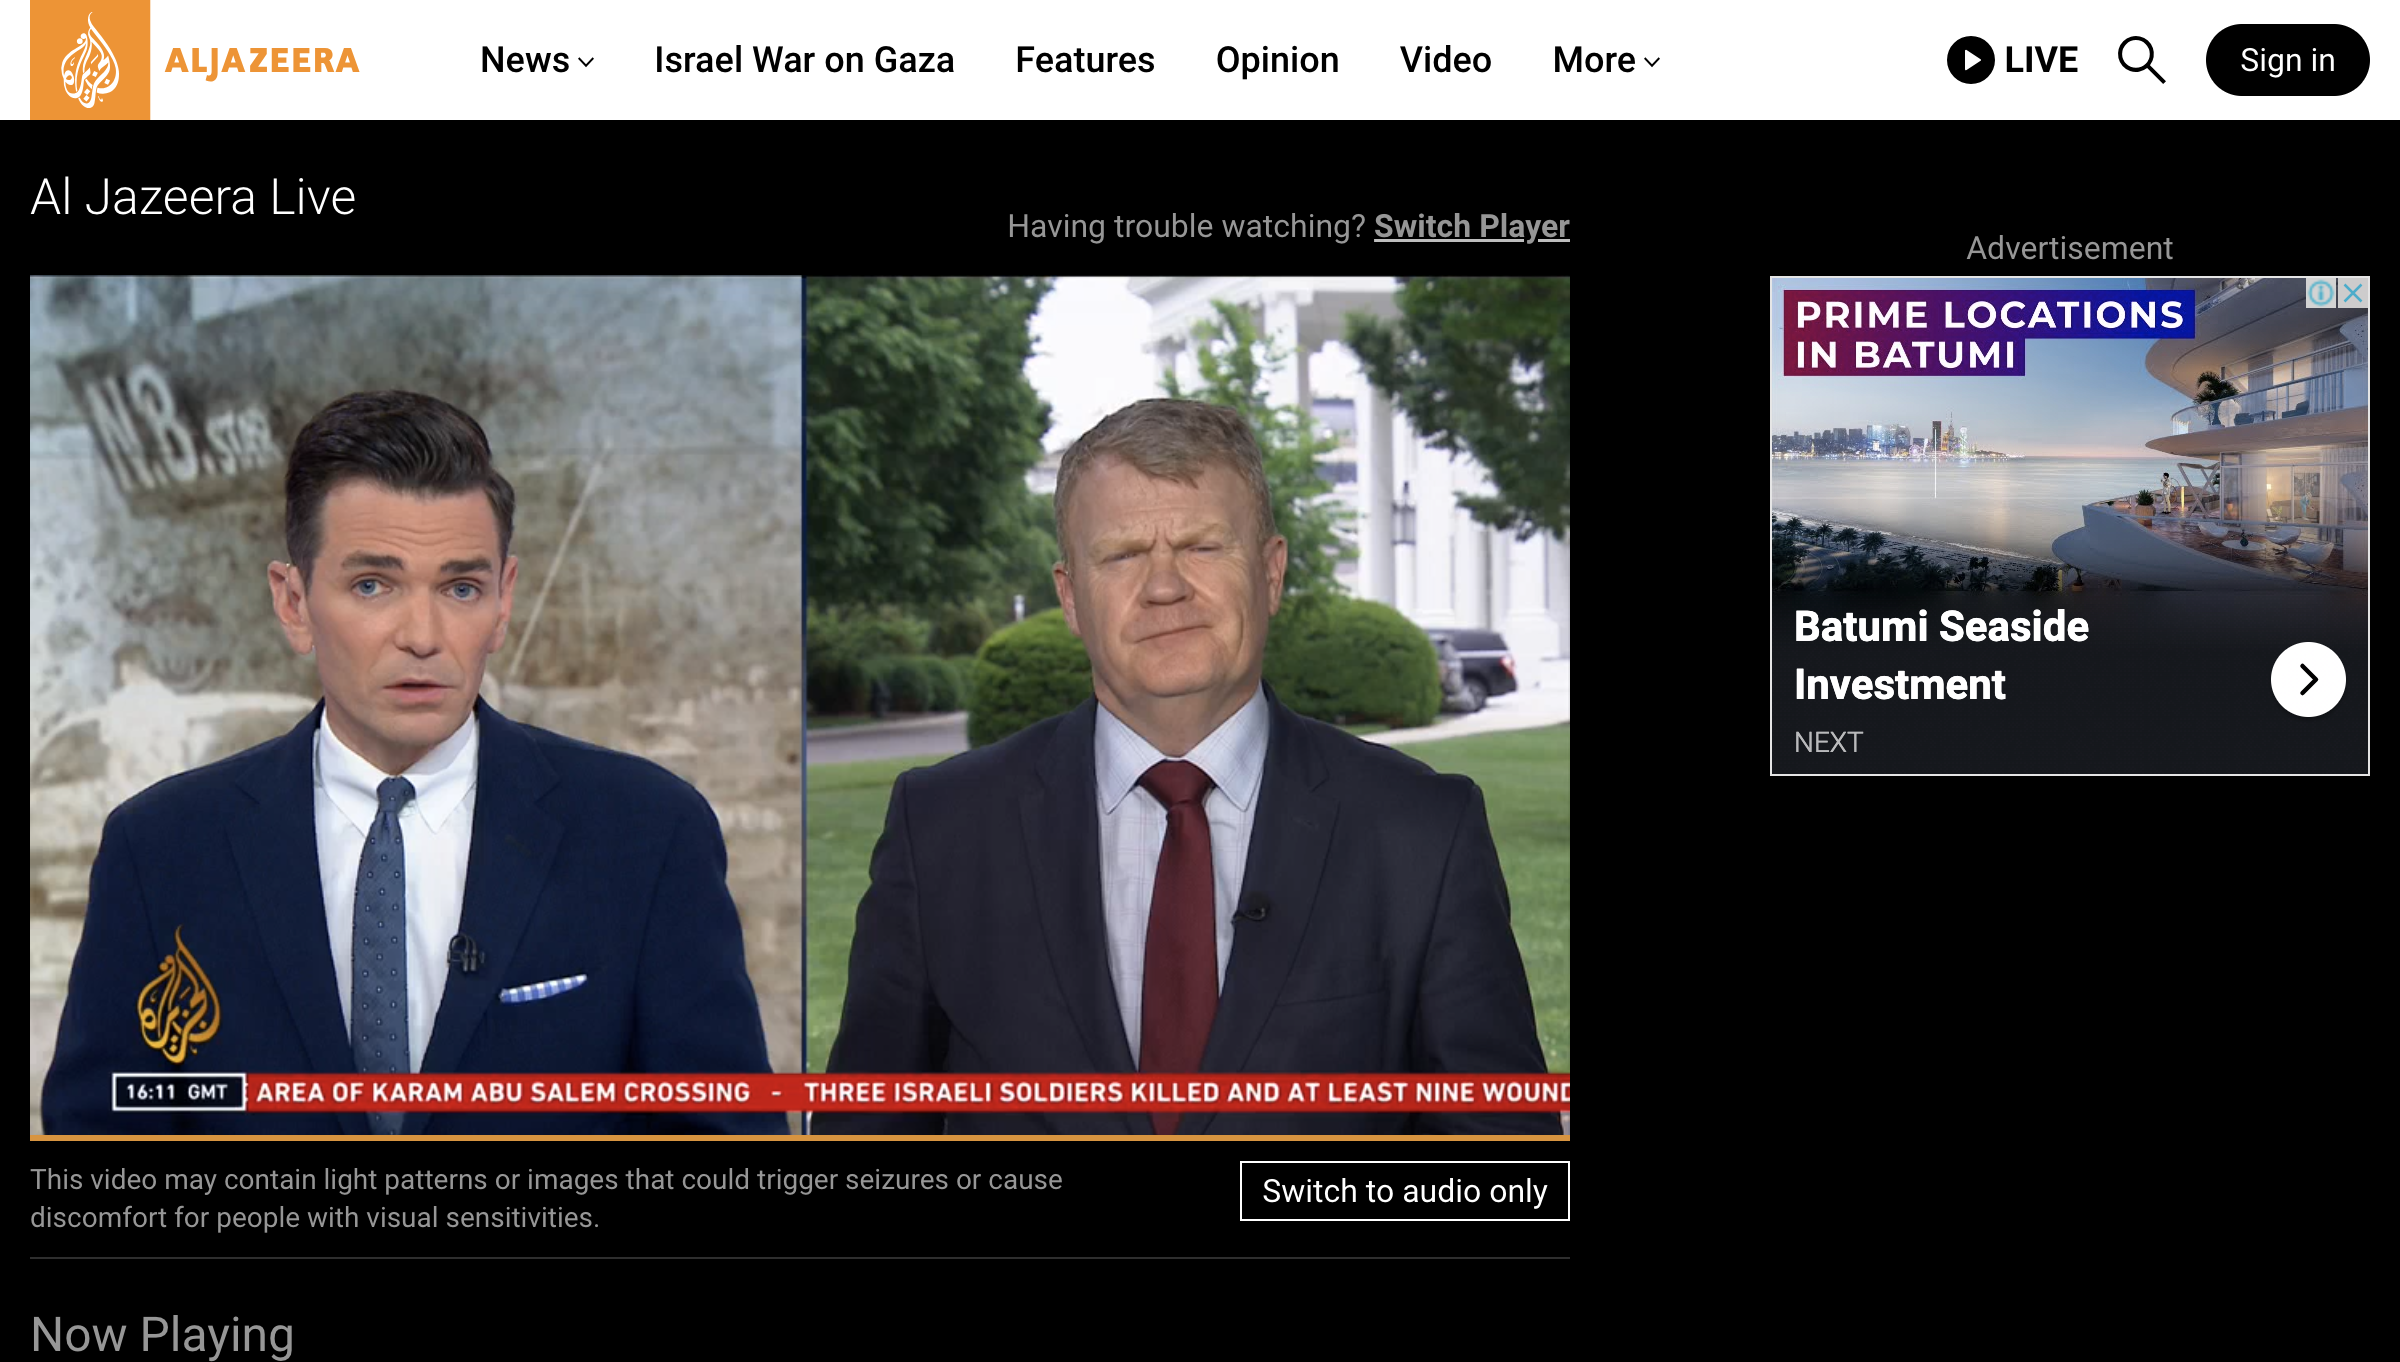 ALJAZEERA
News
Israel War on Gaza
Features
Opinion
Video
More
LIVE
Sign in
Al Jazeera Live
Having trouble watching? Switch Player
N.B.
الجزيرة
16:11 GMT
AREA OF KARAM ABU SALEM CROSSING - THREE ISRAELI SOLDIERS KILLED AND AT LEAST NINE WOUND
This video may contain light patterns or images that could trigger seizures or cause
discomfort for people with visual sensitivities.
Switch to audio only
Now Playing
Advertisement
PRIME LOCATIONS
IN BATUMI
Batumi Seaside
Investment
NEXT